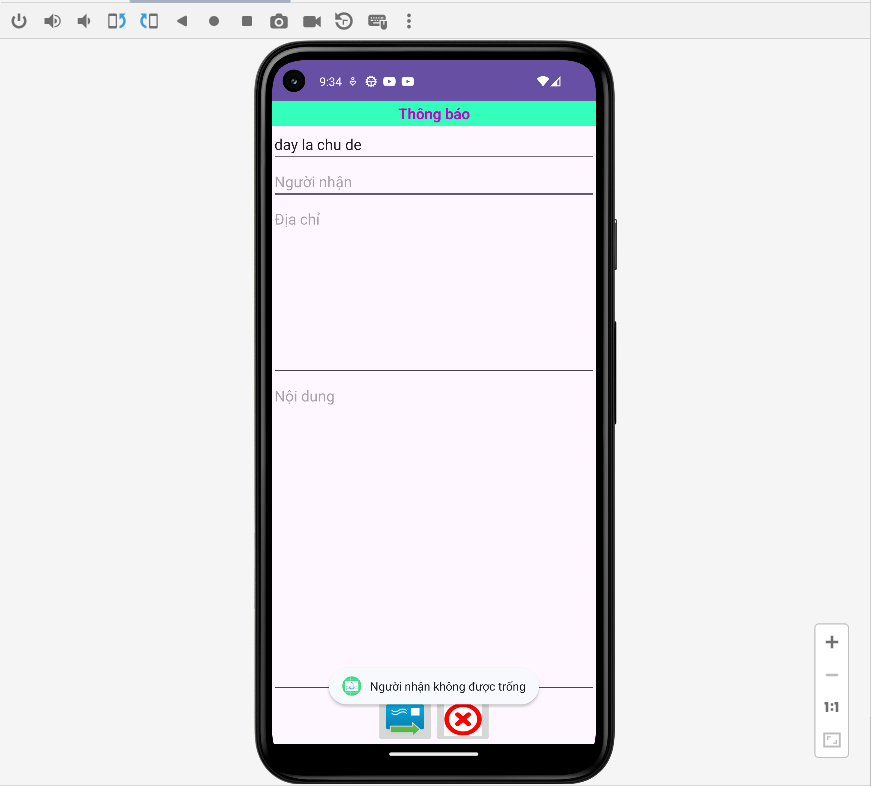 9:34
Thông báo
day la chu de
Người nhận
Địa chỉ
Nội dung
Người nhận không được trống
1:1